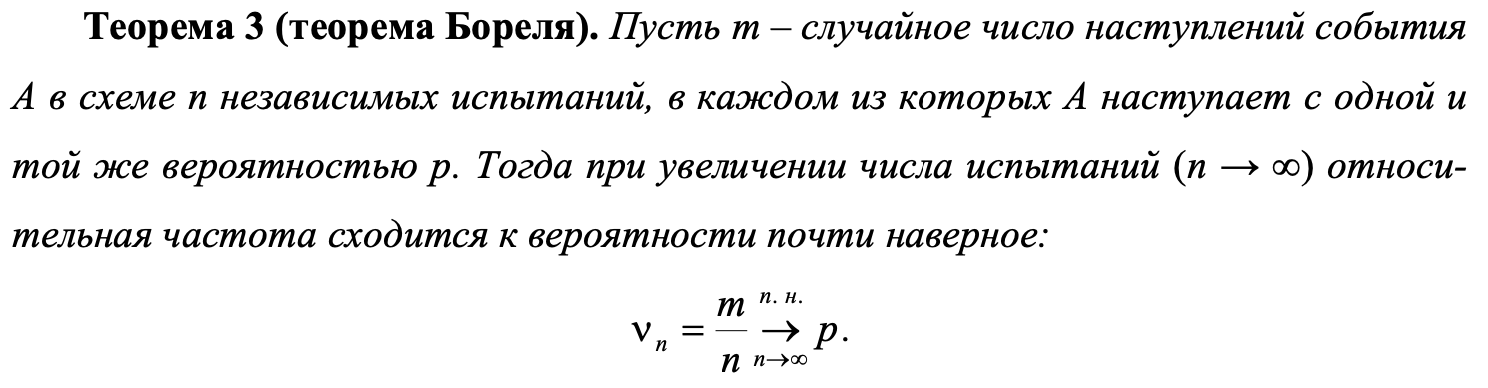 Теорема 3 (теорема Бореля). Пусть m – случайное число наступлений события
A в схеме n независимых испытаний, в каждом из которых A наступает с одной и
той же вероятностью p. Тогда при увеличении числа испытаний (n → ∞) относи-
тельная частота сходится к вероятности почти наверное:
ν_n = m/n →^{п. н.}_{n→∞} p.